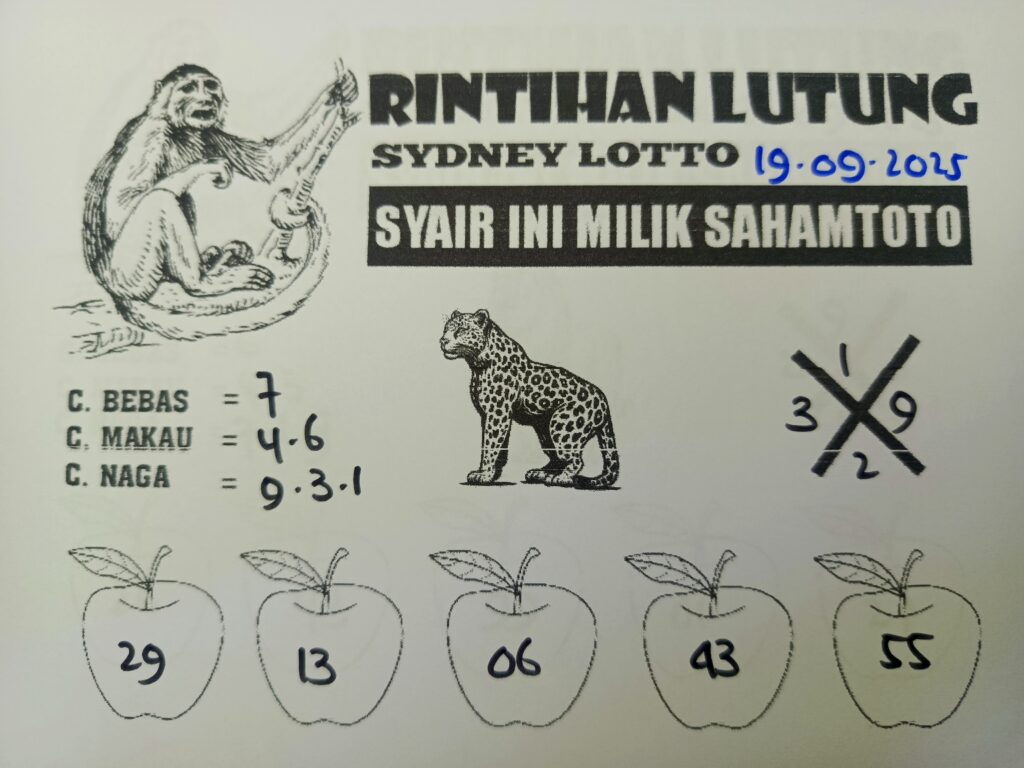 RINTIHAN LUTUNG
SYDNEY LOTTO 19.09.2025
SYAIR INI MILIK SAHAMTOTO
C. BEBAS = 7
C. MAKAU = 4.6
C. NAGA = 9.3.1
1
3 9
2
29 13 06 43 55